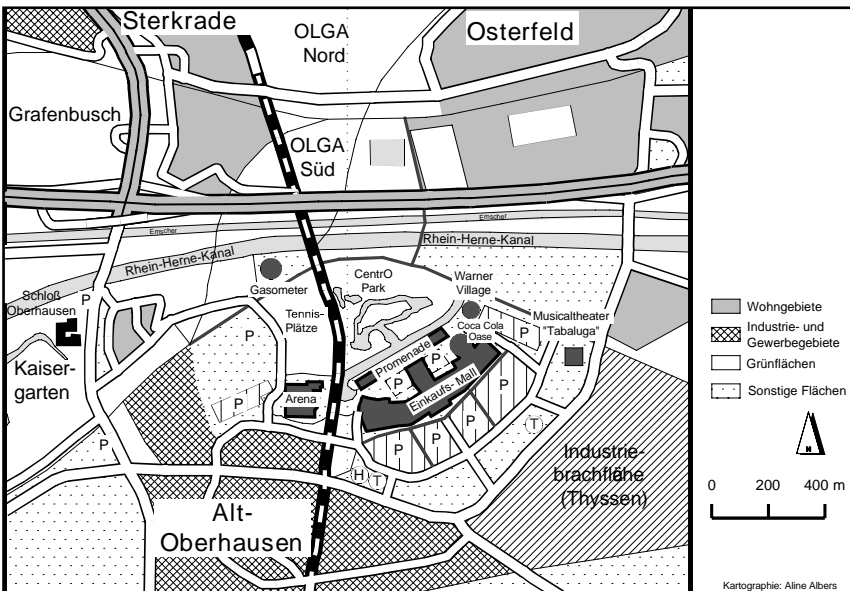 Sterkrade
OLGA
Nord
Osterfeld
Grafenbusch
OLGA
Süd
Emscher
Emscher
Rhein-Herne-Kanal
Rhein-Herne-Kanal
Gasometer
CentrO
Park
Warner
Village
Schloß
Oberhausen
P
Tennis-
Plätze
Musicaltheater
"Tabaluga"
Coca Cola
Oase
P
P
Promenade
P
P
Kaiser-
garten
Arena
P
Einkaufs- Mall
P
P
P
P
P
P
T
H
T
Industrie-
brachfläche
(Thyssen)
Alt-
Oberhausen
Wohngebiete
Industrie- und
Gewerbegebiete
Grünflächen
Sonstige Flächen
N
0 200 400 m
Kartographie: Aline Albers